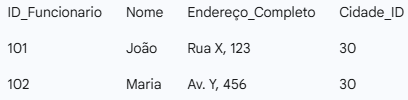 ID_Funcionario Nome Endereço_Completo Cidade_ID
101 João Rua X, 123 30
102 Maria Av. Y, 456 30